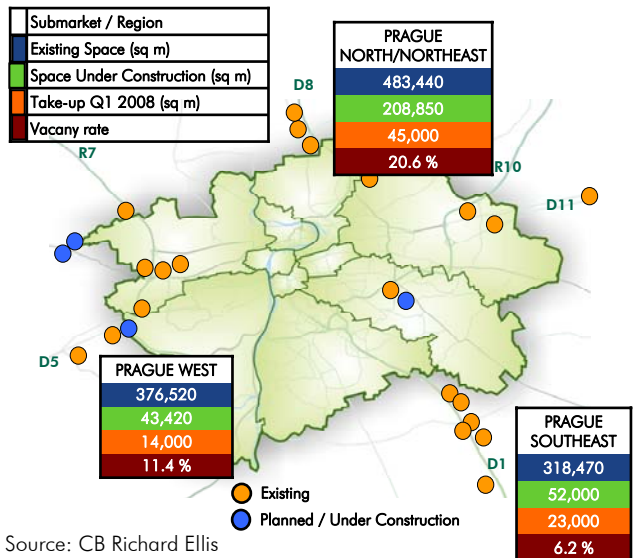 Submarket / Region
Existing Space (sq m)
Space Under Construction (sq m)
Take-up Q1 2008 (sq m)
Vacancy rate
PRAGUE
NORTH/NORTHEAST
483,440
208,850
45,000
20.6 %
D8
R7
R10
D11
D5
PRAGUE WEST
376,520
43,420
14,000
11.4 %
PRAGUE
SOUTHEAST
318,470
52,000
23,000
6.2 %
D1
Existing
Planned / Under Construction
Source: CB Richard Ellis